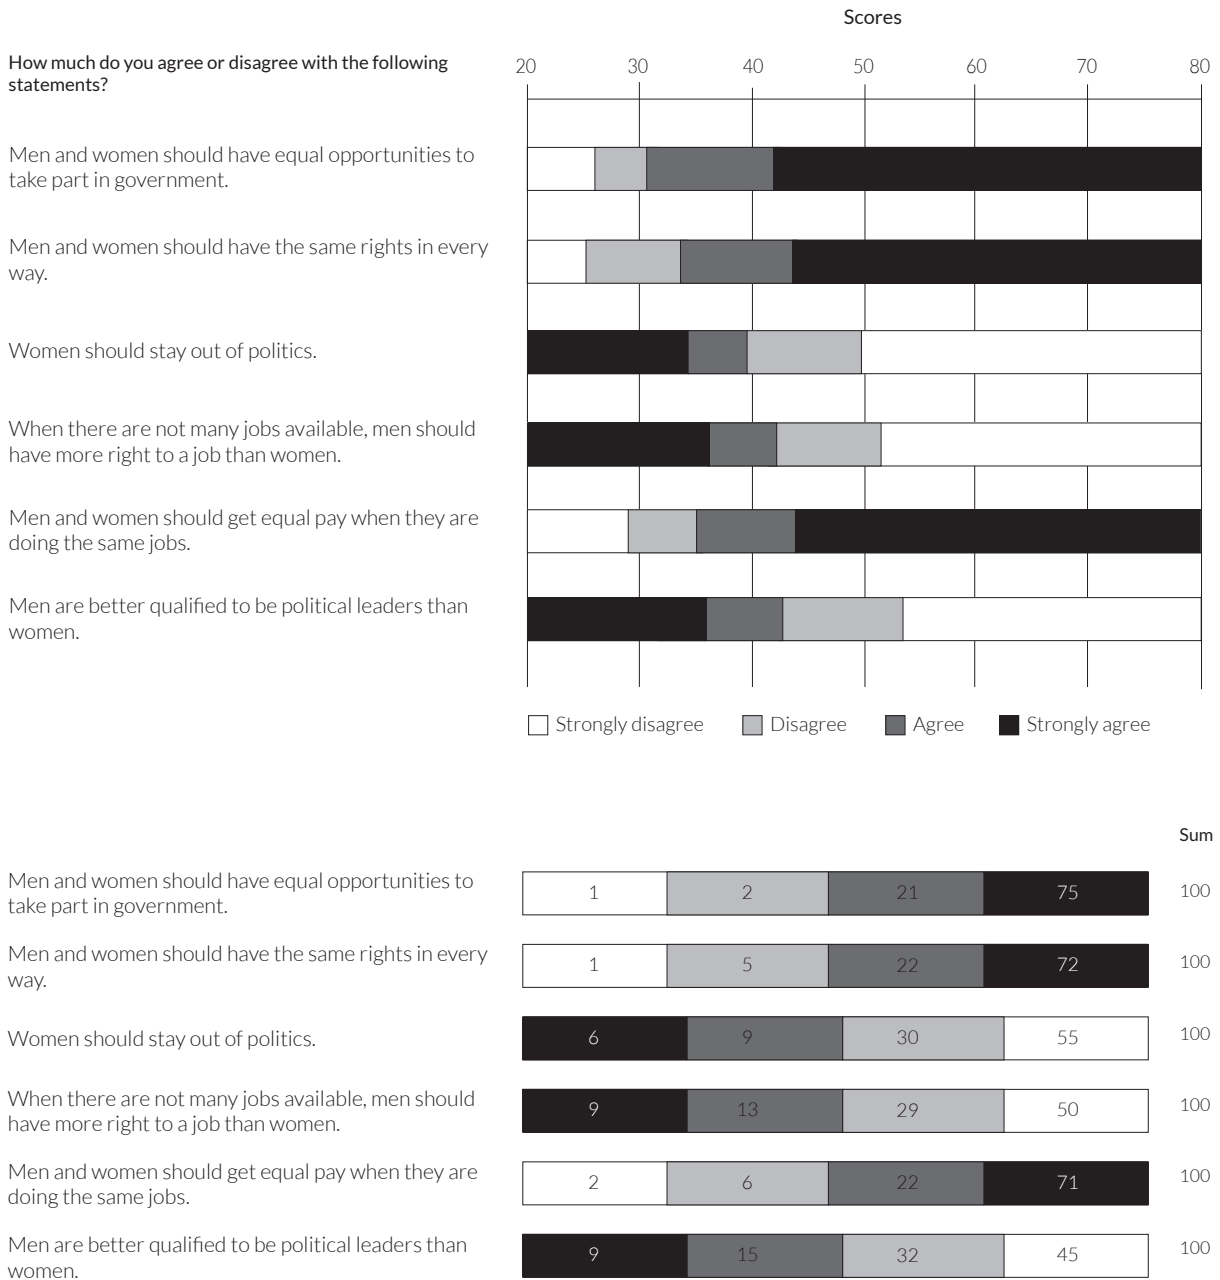 Scores
How much do you agree or disagree with the following
statements?
20 30 40 50 60 70 80
Men and women should have equal opportunities to
take part in government.
Men and women should have the same rights in every
way.
Women should stay out of politics.
When there are not many jobs available, men should
have more right to a job than women.
Men and women should get equal pay when they are
doing the same jobs.
Men are better qualified to be political leaders than
women.
Strongly disagree Disagree Agree Strongly agree
Sum
Men and women should have equal opportunities to
take part in government.
1 2 21 75 100
Men and women should have the same rights in every
way.
1 5 22 72 100
Women should stay out of politics.
6 9 30 55 100
When there are not many jobs available, men should
have more right to a job than women.
9 13 29 50 100
Men and women should get equal pay when they are
doing the same jobs.
2 6 22 71 100
Men are better qualified to be political leaders than
women.
9 15 32 45 100